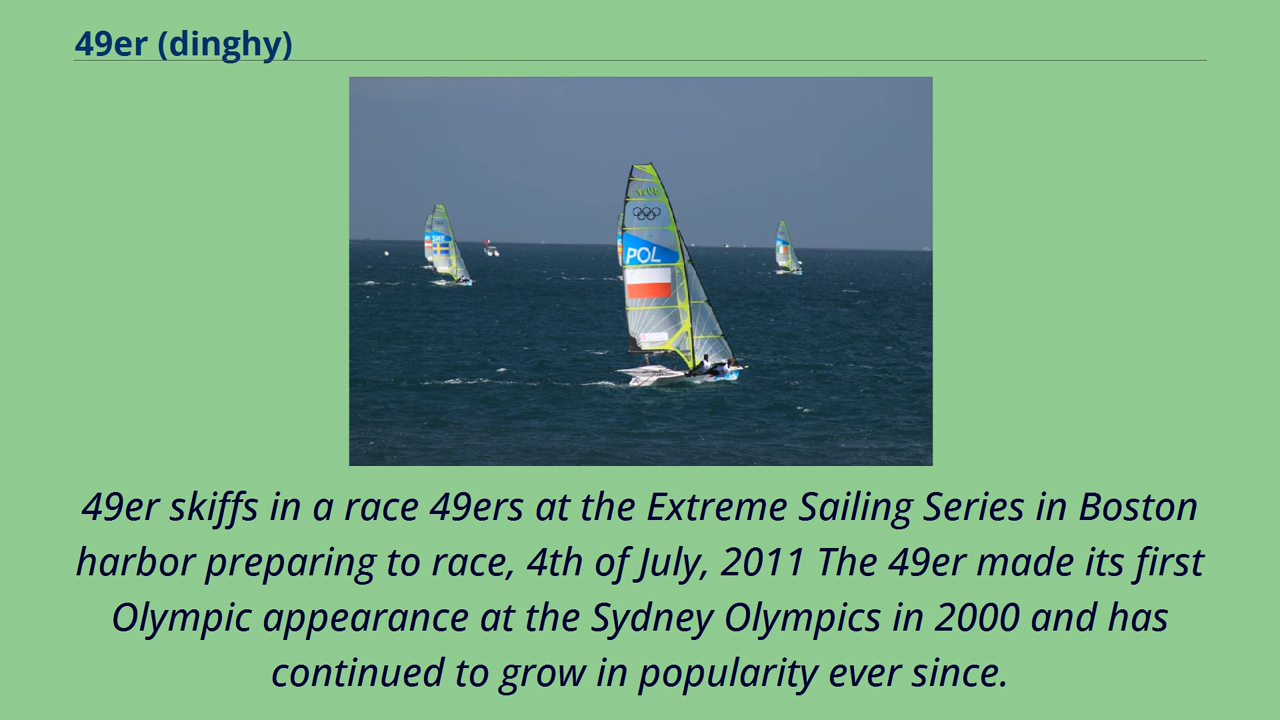 49er (dinghy)
POL
49er skiffs in a race 49ers at the Extreme Sailing Series in Boston
harbor preparing to race, 4th of July, 2011 The 49er made its first
Olympic appearance at the Sydney Olympics in 2000 and has
continued to grow in popularity ever since.